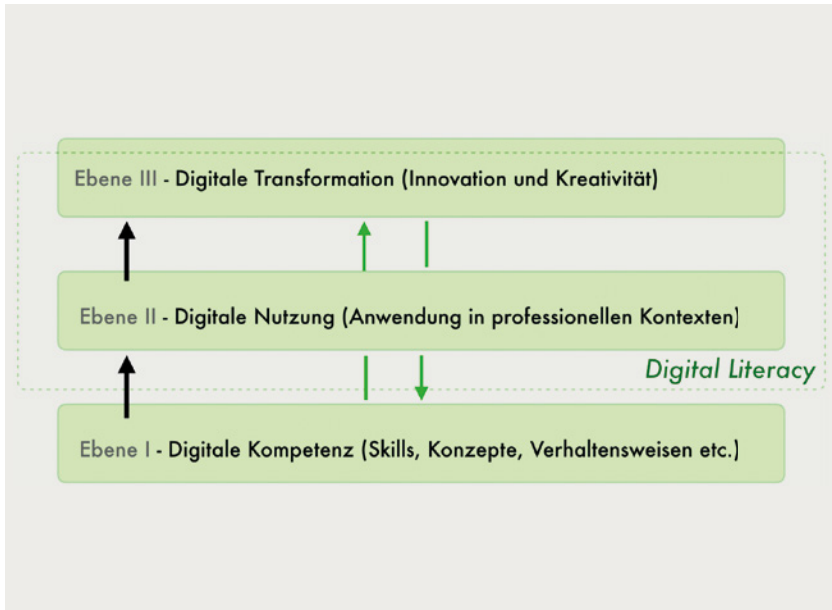 Ebene III - Digitale Transformation (Innovation und Kreativität)
Ebene II - Digitale Nutzung (Anwendung in professionellen Kontexten)
Digital Literacy
Ebene I - Digitale Kompetenz (Skills, Konzepte, Verhaltensweisen etc.)